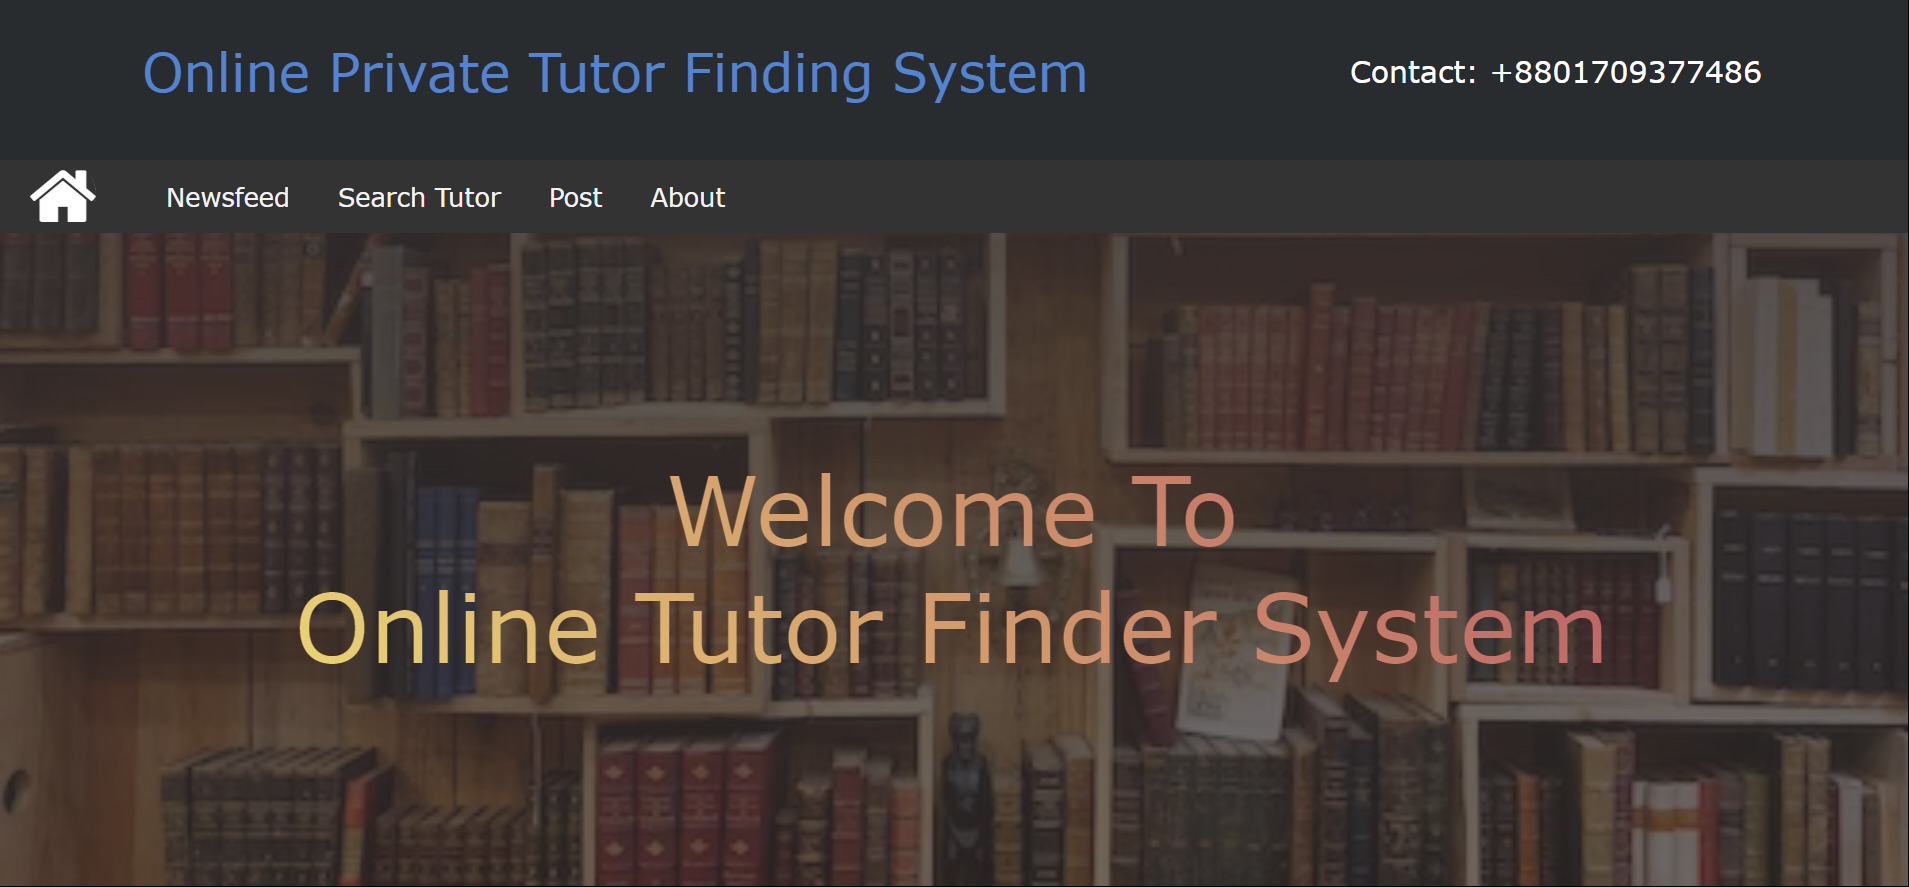 Online Private Tutor Finding System
Contact: +8801709377486
Newsfeed Search Tutor Post About
Welcome To
Online Tutor Finder System